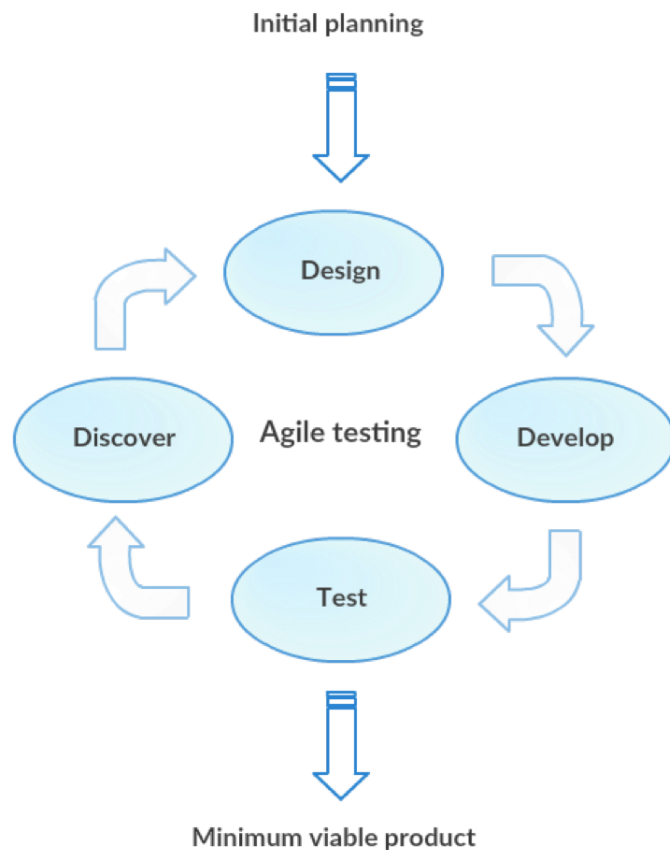 Initial planning
Design
Discover
Agile testing
Develop
Test
Minimum viable product